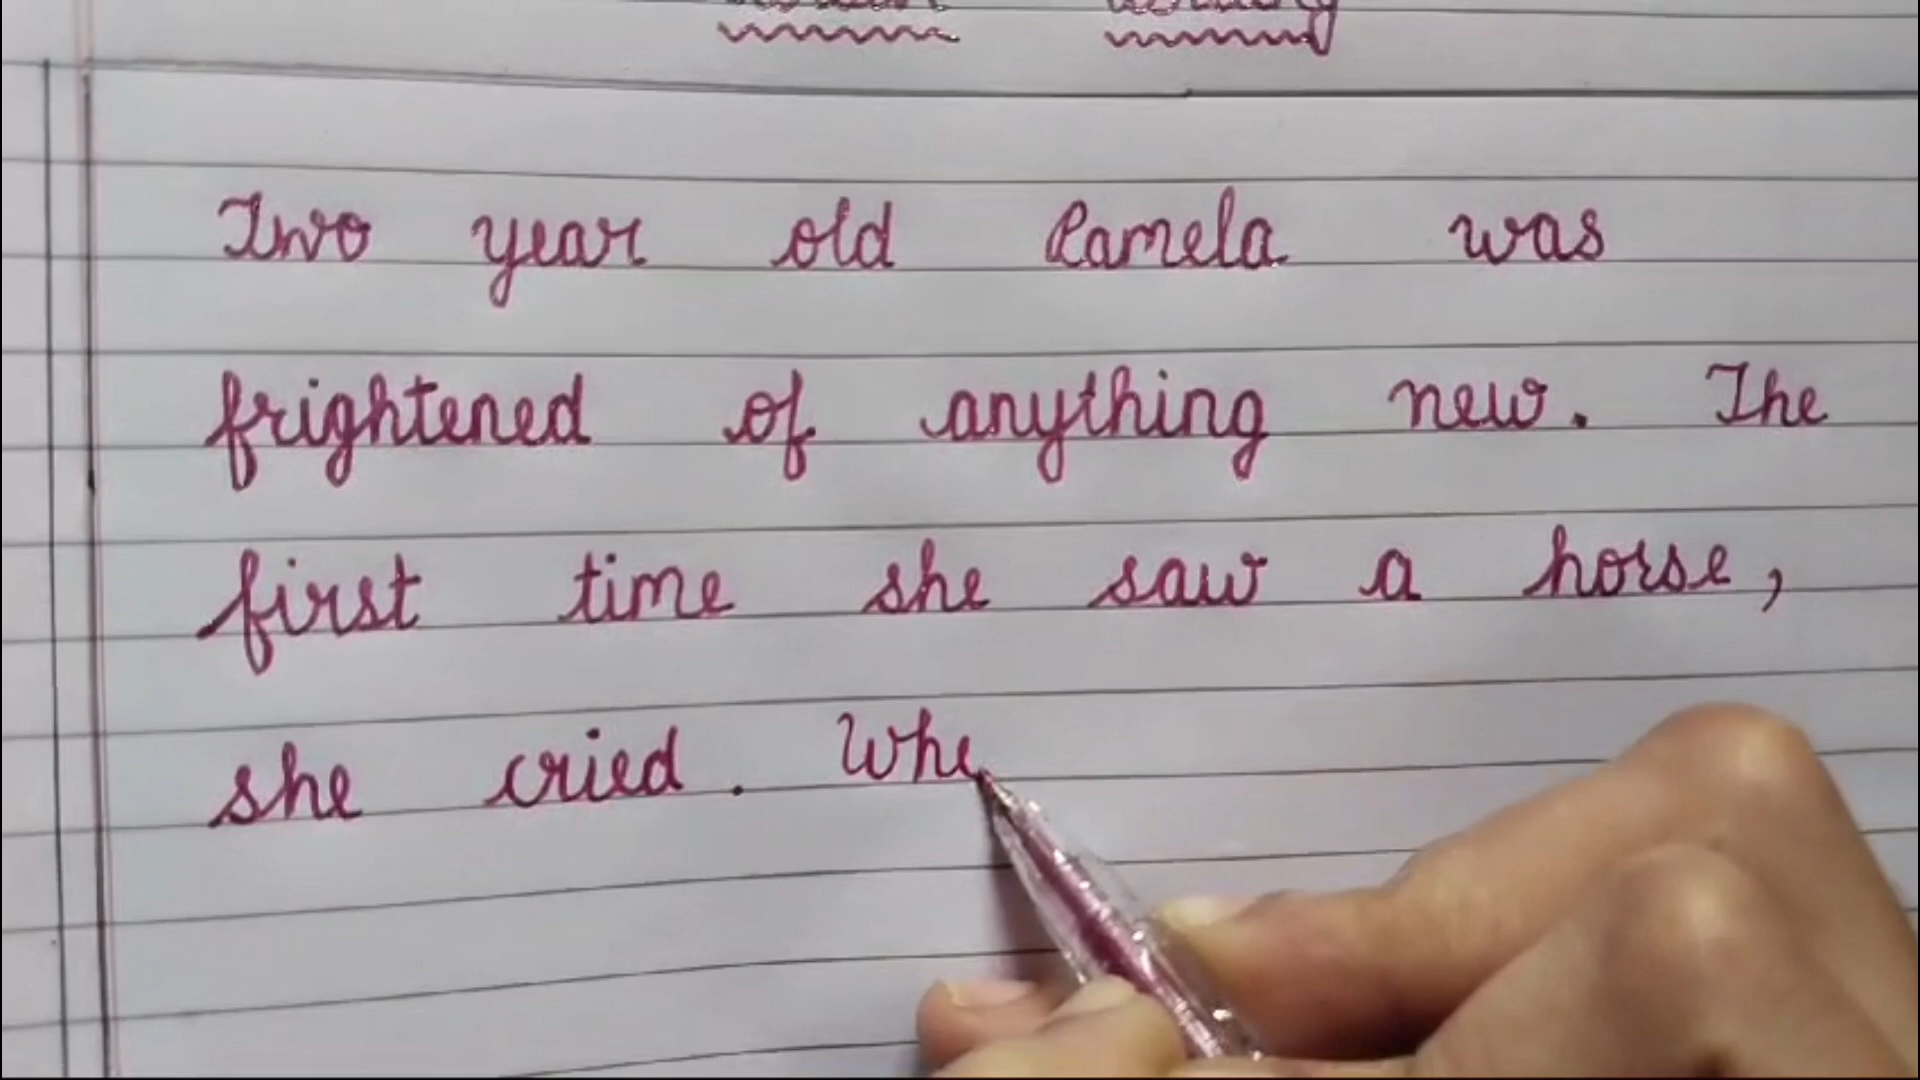 Two year old Pamela was
frightened of anything new. The
first time she saw a horse,
she cried. Whe